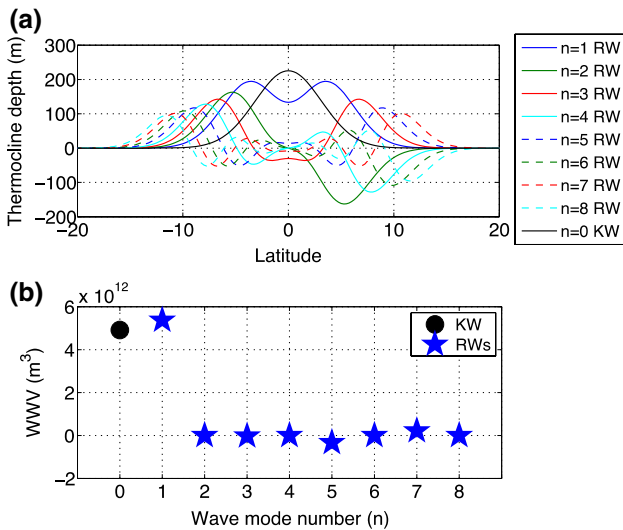 (a)
Thermocline depth (m)
300
200
100
0
−100
−200
−20
−10
0
10
20
Latitude
n=1 RW
n=2 RW
n=3 RW
n=4 RW
n=5 RW
n=6 RW
n=7 RW
n=8 RW
n=0 KW
(b)
x 10^12
WWV (m^3)
6
4
2
0
−2
0
1
2
3
4
5
6
7
8
Wave mode number (n)
KW
RWs